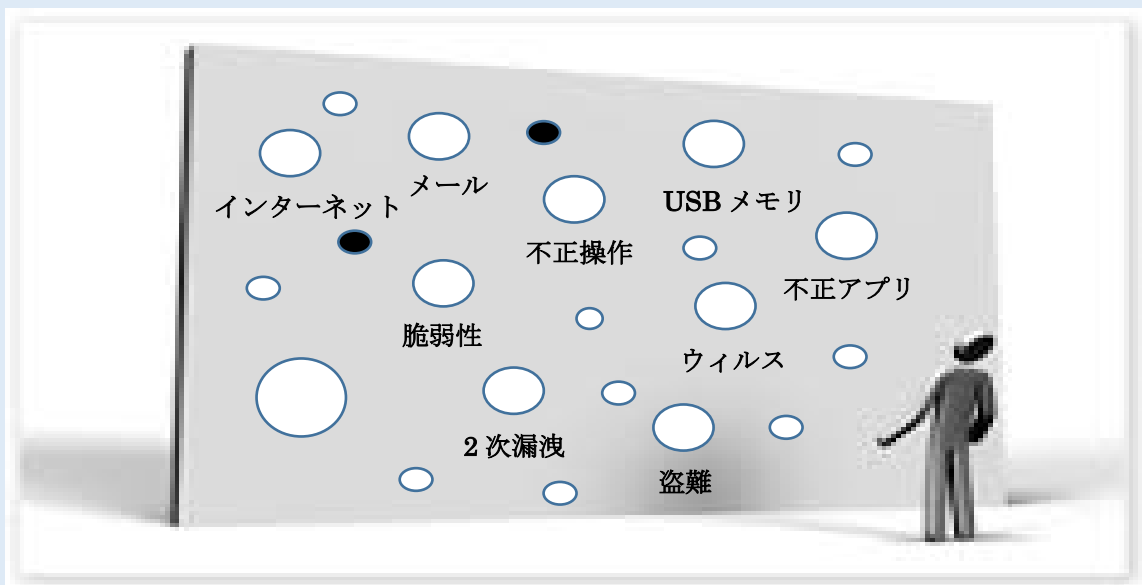 メール
インターネット
USB メモリ
不正操作
不正アプリ
脆弱性
ウィルス
2 次漏洩
盗難